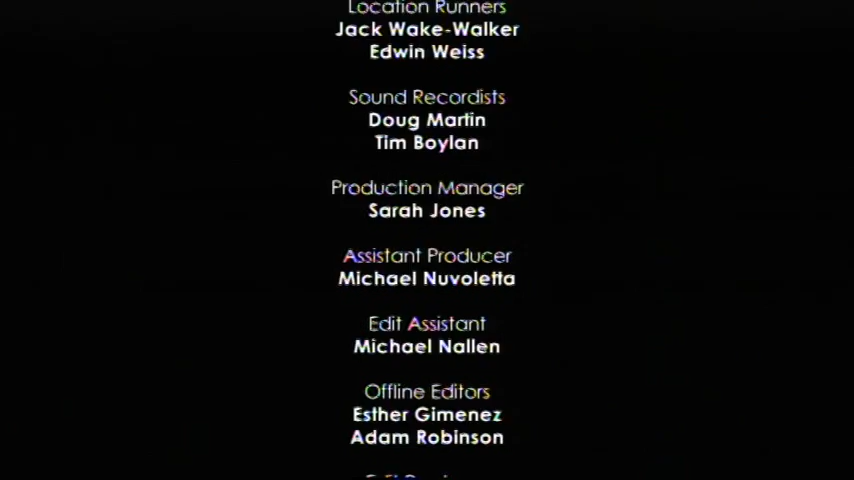 Location Runners
Jack Wake-Walker
Edwin Weiss
Sound Recordists
Doug Martin
Tim Boylan
Production Manager
Sarah Jones
Assistant Producer
Michael Nuvoletta
Edit Assistant
Michael Nallen
Offline Editors
Esther Gimenez
Adam Robinson